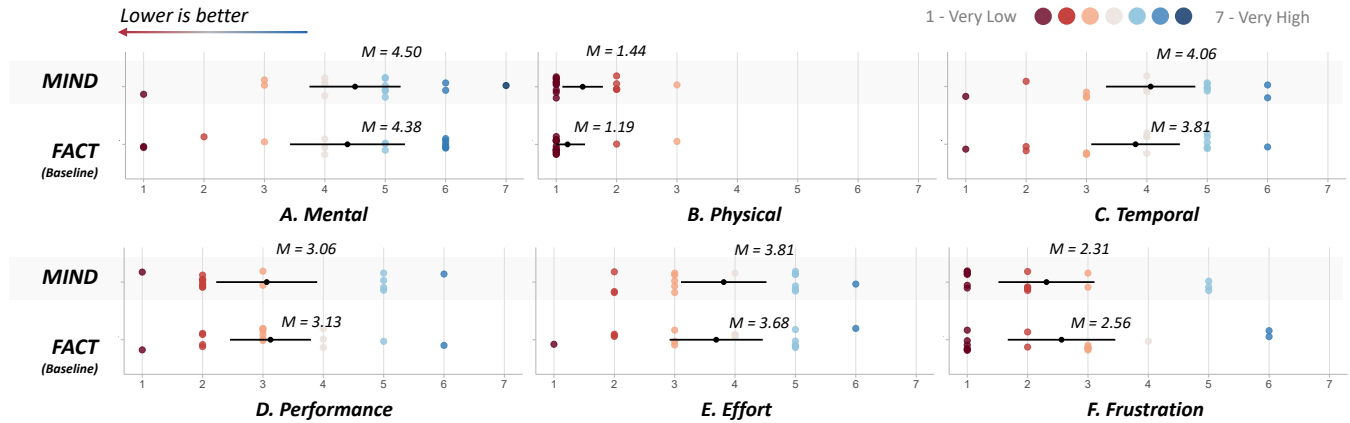 Lower is better
1 - Very Low
7 - Very High
MIND
M = 4.50
M = 1.44
M = 4.06
FACT
(Baseline)
M = 4.38
M = 1.19
M = 3.81
1 2 3 4 5 6 7
1 2 3 4 5 6 7
1 2 3 4 5 6 7
A. Mental
B. Physical
C. Temporal
MIND
M = 3.06
M = 3.81
M = 2.31
FACT
(Baseline)
M = 3.13
M = 3.68
M = 2.56
1 2 3 4 5 6 7
1 2 3 4 5 6 7
1 2 3 4 5 6 7
D. Performance
E. Effort
F. Frustration